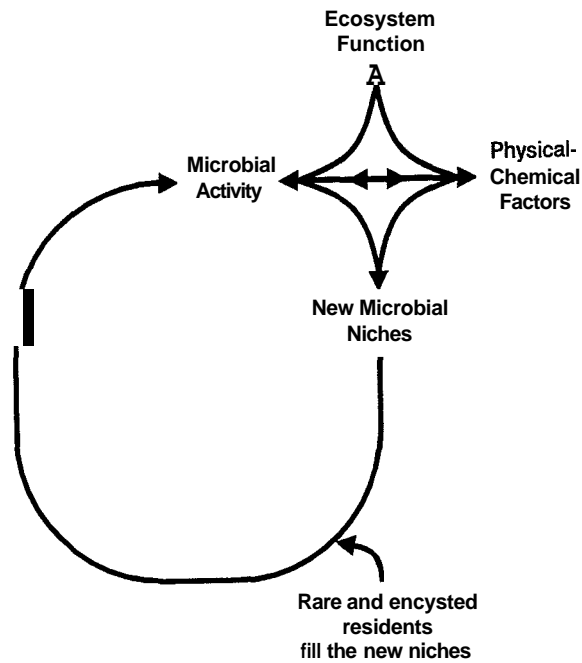 Ecosystem
Function
A
Microbial
Activity
Physical-
Chemical
Factors
New Microbial
Niches
Rare and encysted
residents
fill the new niches